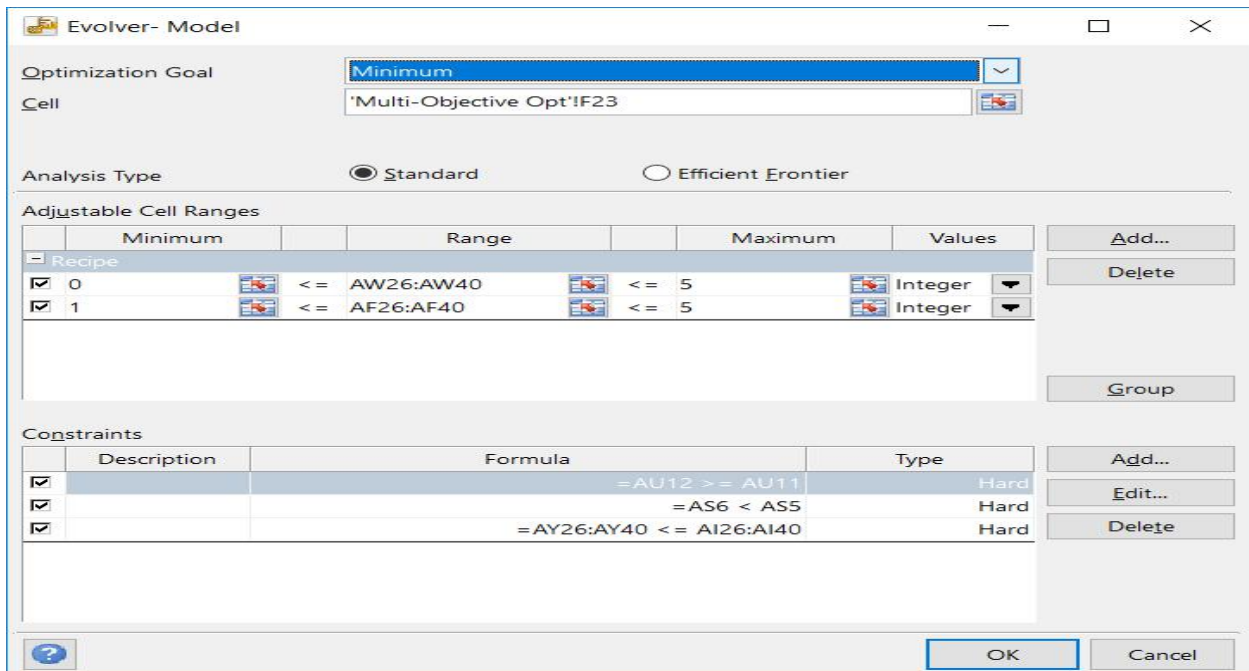 Evolver- Model
Optimization Goal Minimum
Cell 'Multi-Objective Opt'!F23
Analysis Type Standard Efficient Frontier
Adjustable Cell Ranges
Minimum Range Maximum Values Add...
Recipe Delete
0 <= AW26:AW40 <= 5 Integer
1 <= AF26:AF40 <= 5 Integer
Group
Constraints
Description Formula Type Add...
=AU12 >= AU11 Hard Edit...
=AS6 < AS5 Hard
=AY26:AY40 <= AI26:AI40 Hard Delete
? OK Cancel